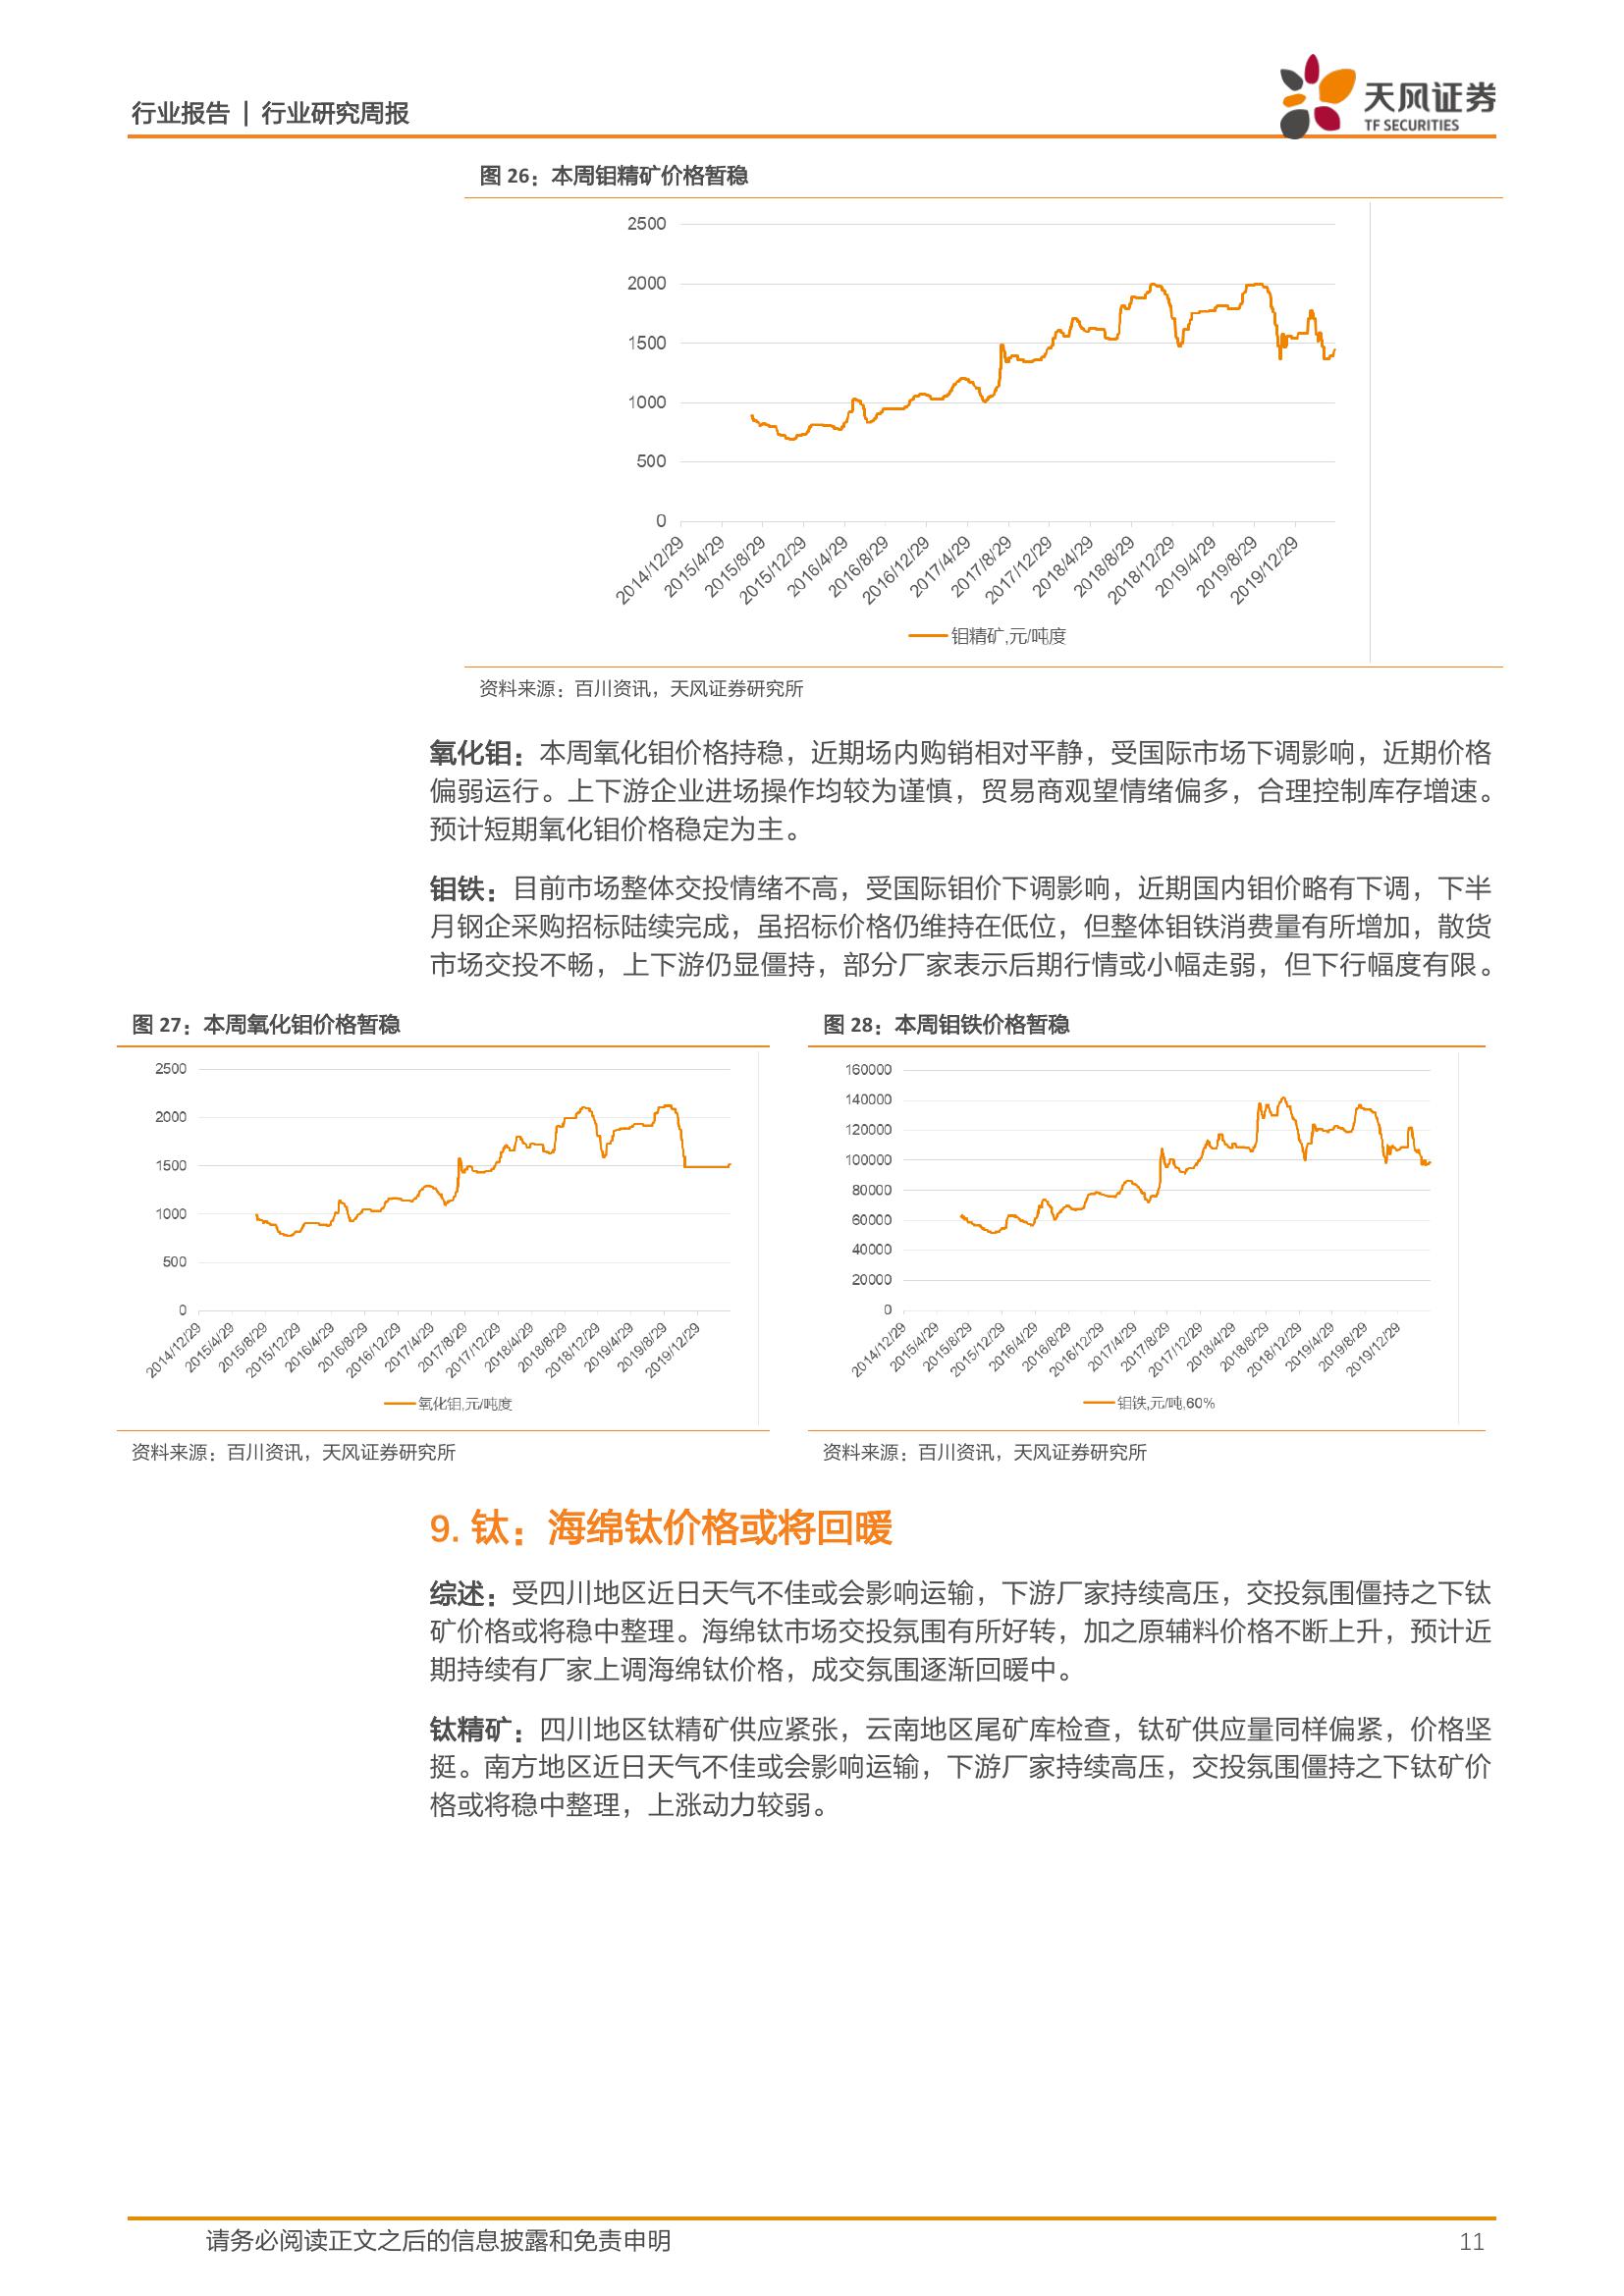 行业报告 | 行业研究周报
天风证券
TF SECURITIES
图 26：本周钼精矿价格暂稳
2500
2000
1500
1000
500
0
2014/12/29
2015/4/29
2015/8/29
2015/12/29
2016/4/29
2016/8/29
2016/12/29
2017/4/29
2017/8/29
2017/12/29
2018/4/29
2018/8/29
2018/12/29
2019/4/29
2019/8/29
2019/12/29
钼精矿,元/吨度
资料来源：百川资讯，天风证券研究所
氧化钼：本周氧化钼价格持稳，近期场内购销相对平静，受国际市场下调影响，近期价格
偏弱运行。上下游企业进场操作均较为谨慎，贸易商观望情绪偏多，合理控制库存增速。
预计短期氧化钼价格稳定为主。
钼铁：目前市场整体交投情绪不高，受国际钼价下调影响，近期国内钼价略有下调，下半
月钢企采购招标陆续完成，虽招标价格仍维持在低位，但整体钼铁消费量有所增加，散货
市场交投不畅，上下游仍显僵持，部分厂家表示后期行情或小幅走弱，但下行幅度有限。
图 27：本周氧化钼价格暂稳
2500
2000
1500
1000
500
0
2014/12/29
2015/4/29
2015/8/29
2015/12/29
2016/4/29
2016/8/29
2016/12/29
2017/4/29
2017/8/29
2017/12/29
2018/4/29
2018/8/29
2018/12/29
2019/4/29
2019/8/29
2019/12/29
氧化钼,元/吨度
资料来源：百川资讯，天风证券研究所
图 28：本周钼铁价格暂稳
160000
140000
120000
100000
80000
60000
40000
20000
0
2014/12/29
2015/4/29
2015/8/29
2015/12/29
2016/4/29
2016/8/29
2016/12/29
2017/4/29
2017/8/29
2017/12/29
2018/4/29
2018/8/29
2018/12/29
2019/4/29
2019/8/29
2019/12/29
钼铁,元/吨,60%
资料来源：百川资讯，天风证券研究所
9. 钛：海绵钛价格或将回暖
综述：受四川地区近日天气不佳或会影响运输，下游厂家持续高压，交投氛围僵持之下钛
矿价格或将稳中整理。海绵钛市场交投氛围有所好转，加之原辅料价格不断上升，预计近
期持续有厂家上调海绵钛价格，成交氛围逐渐回暖中。
钛精矿：四川地区钛精矿供应紧张，云南地区尾矿库检查，钛矿供应量同样偏紧，价格坚
挺。南方地区近日天气不佳或会影响运输，下游厂家持续高压，交投氛围僵持之下钛矿价
格或将稳中整理，上涨动力较弱。
请务必阅读正文之后的信息披露和免责申明
11